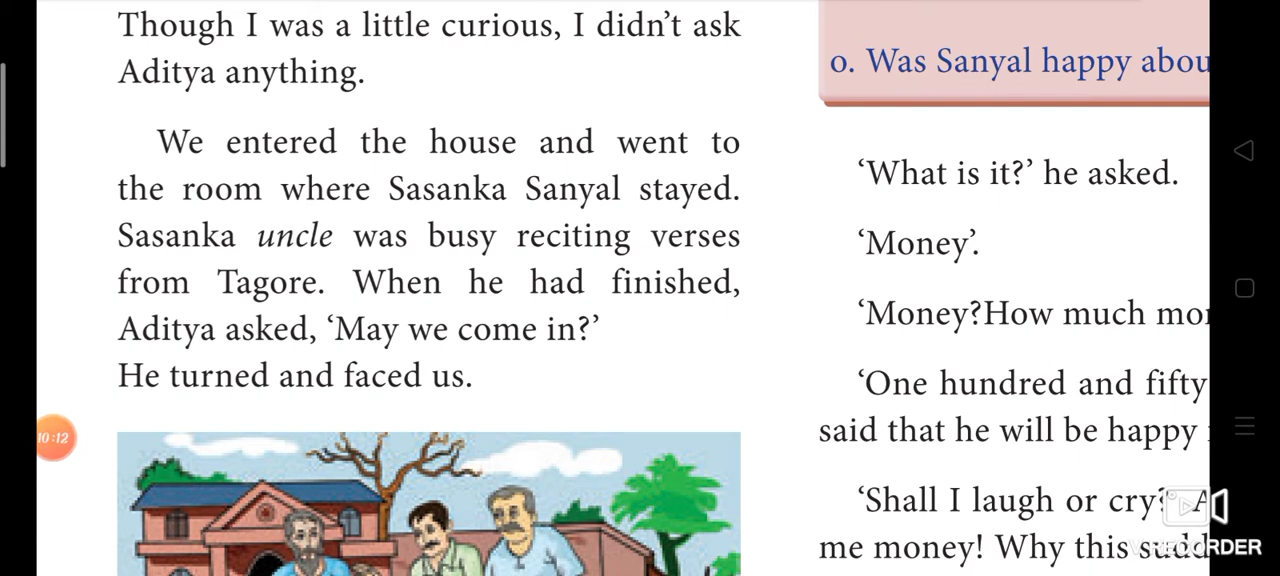 Though I was a little curious, I didn’t ask
Aditya anything.
We entered the house and went to
the room where Sasanka Sanyal stayed.
Sasanka uncle was busy reciting verses
from Tagore. When he had finished,
Aditya asked, ‘May we come in?’
He turned and faced us.
o. Was Sanyal happy abou
‘What is it?’ he asked.
‘Money’.
‘Money?How much mo
‘One hundred and fifty
said that he will be happy
‘Shall I laugh or cry?
me money! Why this sudd
10:12
VRECORDER